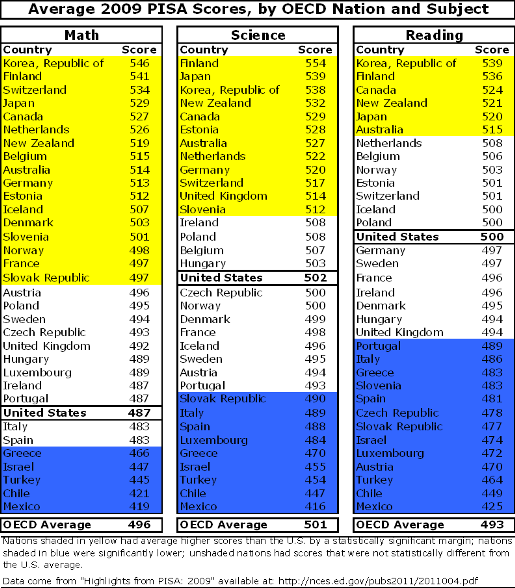 Average 2009 PISA Scores, by OECD Nation and Subject
Math
Country Score
Korea, Republic of 546
Finland 541
Switzerland 534
Japan 529
Canada 527
Netherlands 526
New Zealand 519
Belgium 515
Australia 514
Germany 513
Estonia 512
Iceland 507
Denmark 503
Slovenia 501
Norway 498
France 497
Slovak Republic 497
Austria 496
Poland 495
Sweden 494
Czech Republic 493
United Kingdom 492
Hungary 489
Luxembourg 489
Ireland 487
Portugal 487
United States 487
Italy 483
Spain 483
Greece 466
Israel 447
Turkey 445
Chile 421
Mexico 419
OECD Average 496
Science
Country Score
Finland 554
Japan 539
Korea, Republic of 538
New Zealand 532
Canada 529
Estonia 528
Australia 527
Netherlands 522
Germany 520
Switzerland 517
United Kingdom 514
Slovenia 512
Ireland 508
Poland 508
Belgium 507
Hungary 503
United States 502
Czech Republic 500
Norway 500
Denmark 499
France 498
Iceland 496
Sweden 495
Austria 494
Portugal 493
Slovak Republic 490
Italy 489
Spain 488
Luxembourg 484
Greece 470
Israel 455
Turkey 454
Chile 447
Mexico 416
OECD Average 501
Reading
Country Score
Korea, Republic of 539
Finland 536
Canada 524
New Zealand 521
Japan 520
Australia 515
Netherlands 508
Belgium 506
Norway 503
Estonia 501
Switzerland 501
Iceland 500
Poland 500
United States 500
Germany 497
Sweden 497
France 496
Ireland 496
Denmark 495
Hungary 494
United Kingdom 494
Portugal 489
Italy 486
Greece 483
Slovenia 483
Spain 481
Czech Republic 478
Slovak Republic 477
Israel 474
Luxembourg 472
Austria 470
Turkey 464
Chile 449
Mexico 425
OECD Average 493
Nations shaded in yellow had average higher scores than the U.S. by a statistically significant margin; nations
shaded in blue were significantly lower; unshaded nations had scores that were not statistically different from
the U.S. average.
Data come from "Highlights from PISA: 2009" available at: http://nces.ed.gov/pubs2011/2011004.pdf